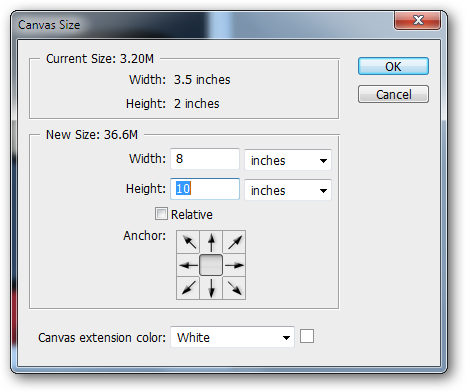 Canvas Size
Current Size: 3.20M
Width: 3.5 inches
Height: 2 inches
OK
Cancel
New Size: 36.6M
Width: 8 inches
Height: 10 inches
Relative
Anchor:
Canvas extension color: White